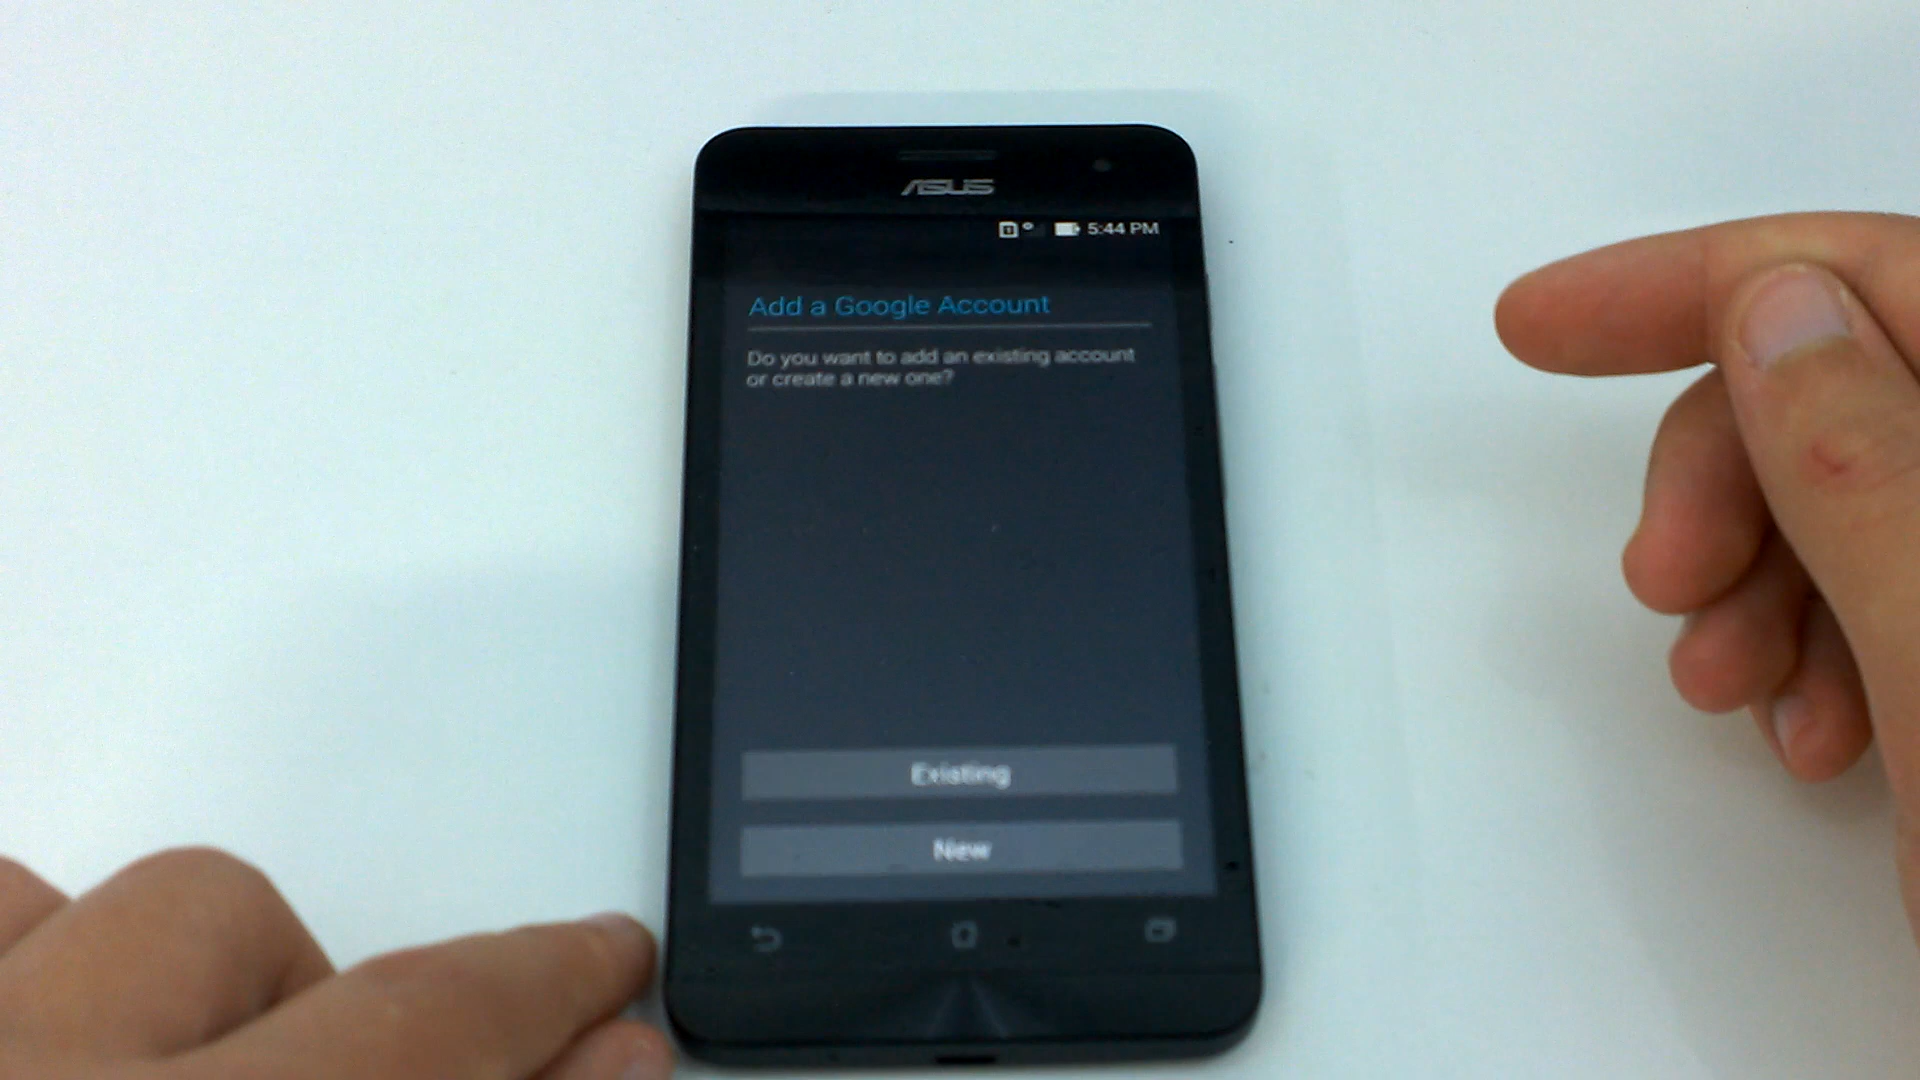 ASUS
5:44 PM
Add a Google Account
Do you want to add an existing account
or create a new one?
Existing
New